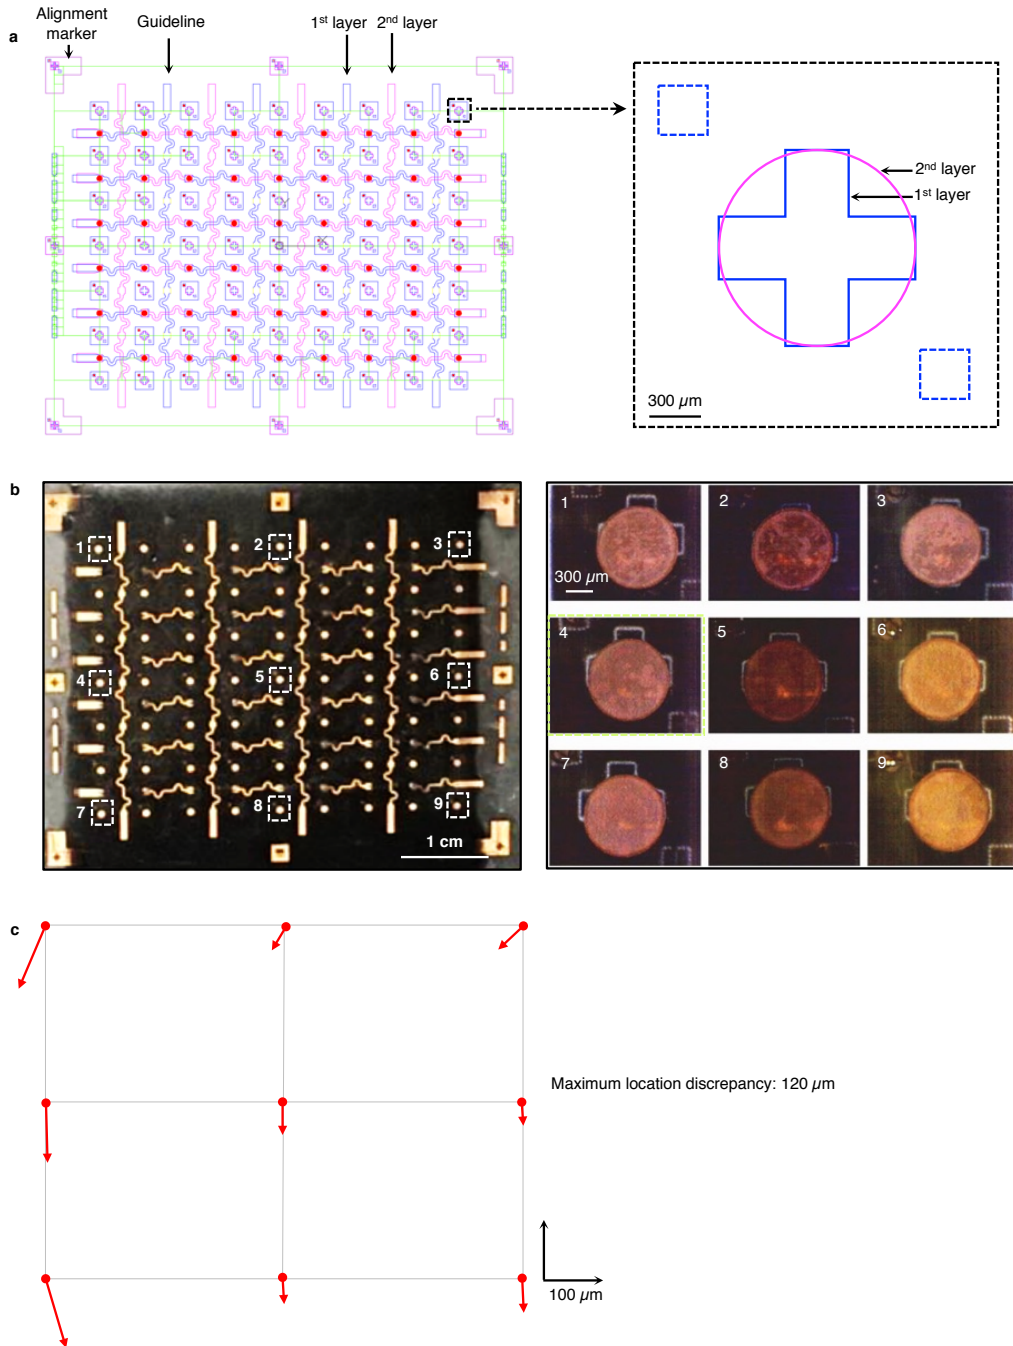 a
Alignment
marker
Guideline
1st layer
2nd layer
2nd layer
1st layer
300 µm
b
1
2
3
4
5
6
7
8
9
1 cm
1
2
3
300 µm
4
5
6
7
8
9
c
Maximum location discrepancy: 120 µm
100 µm